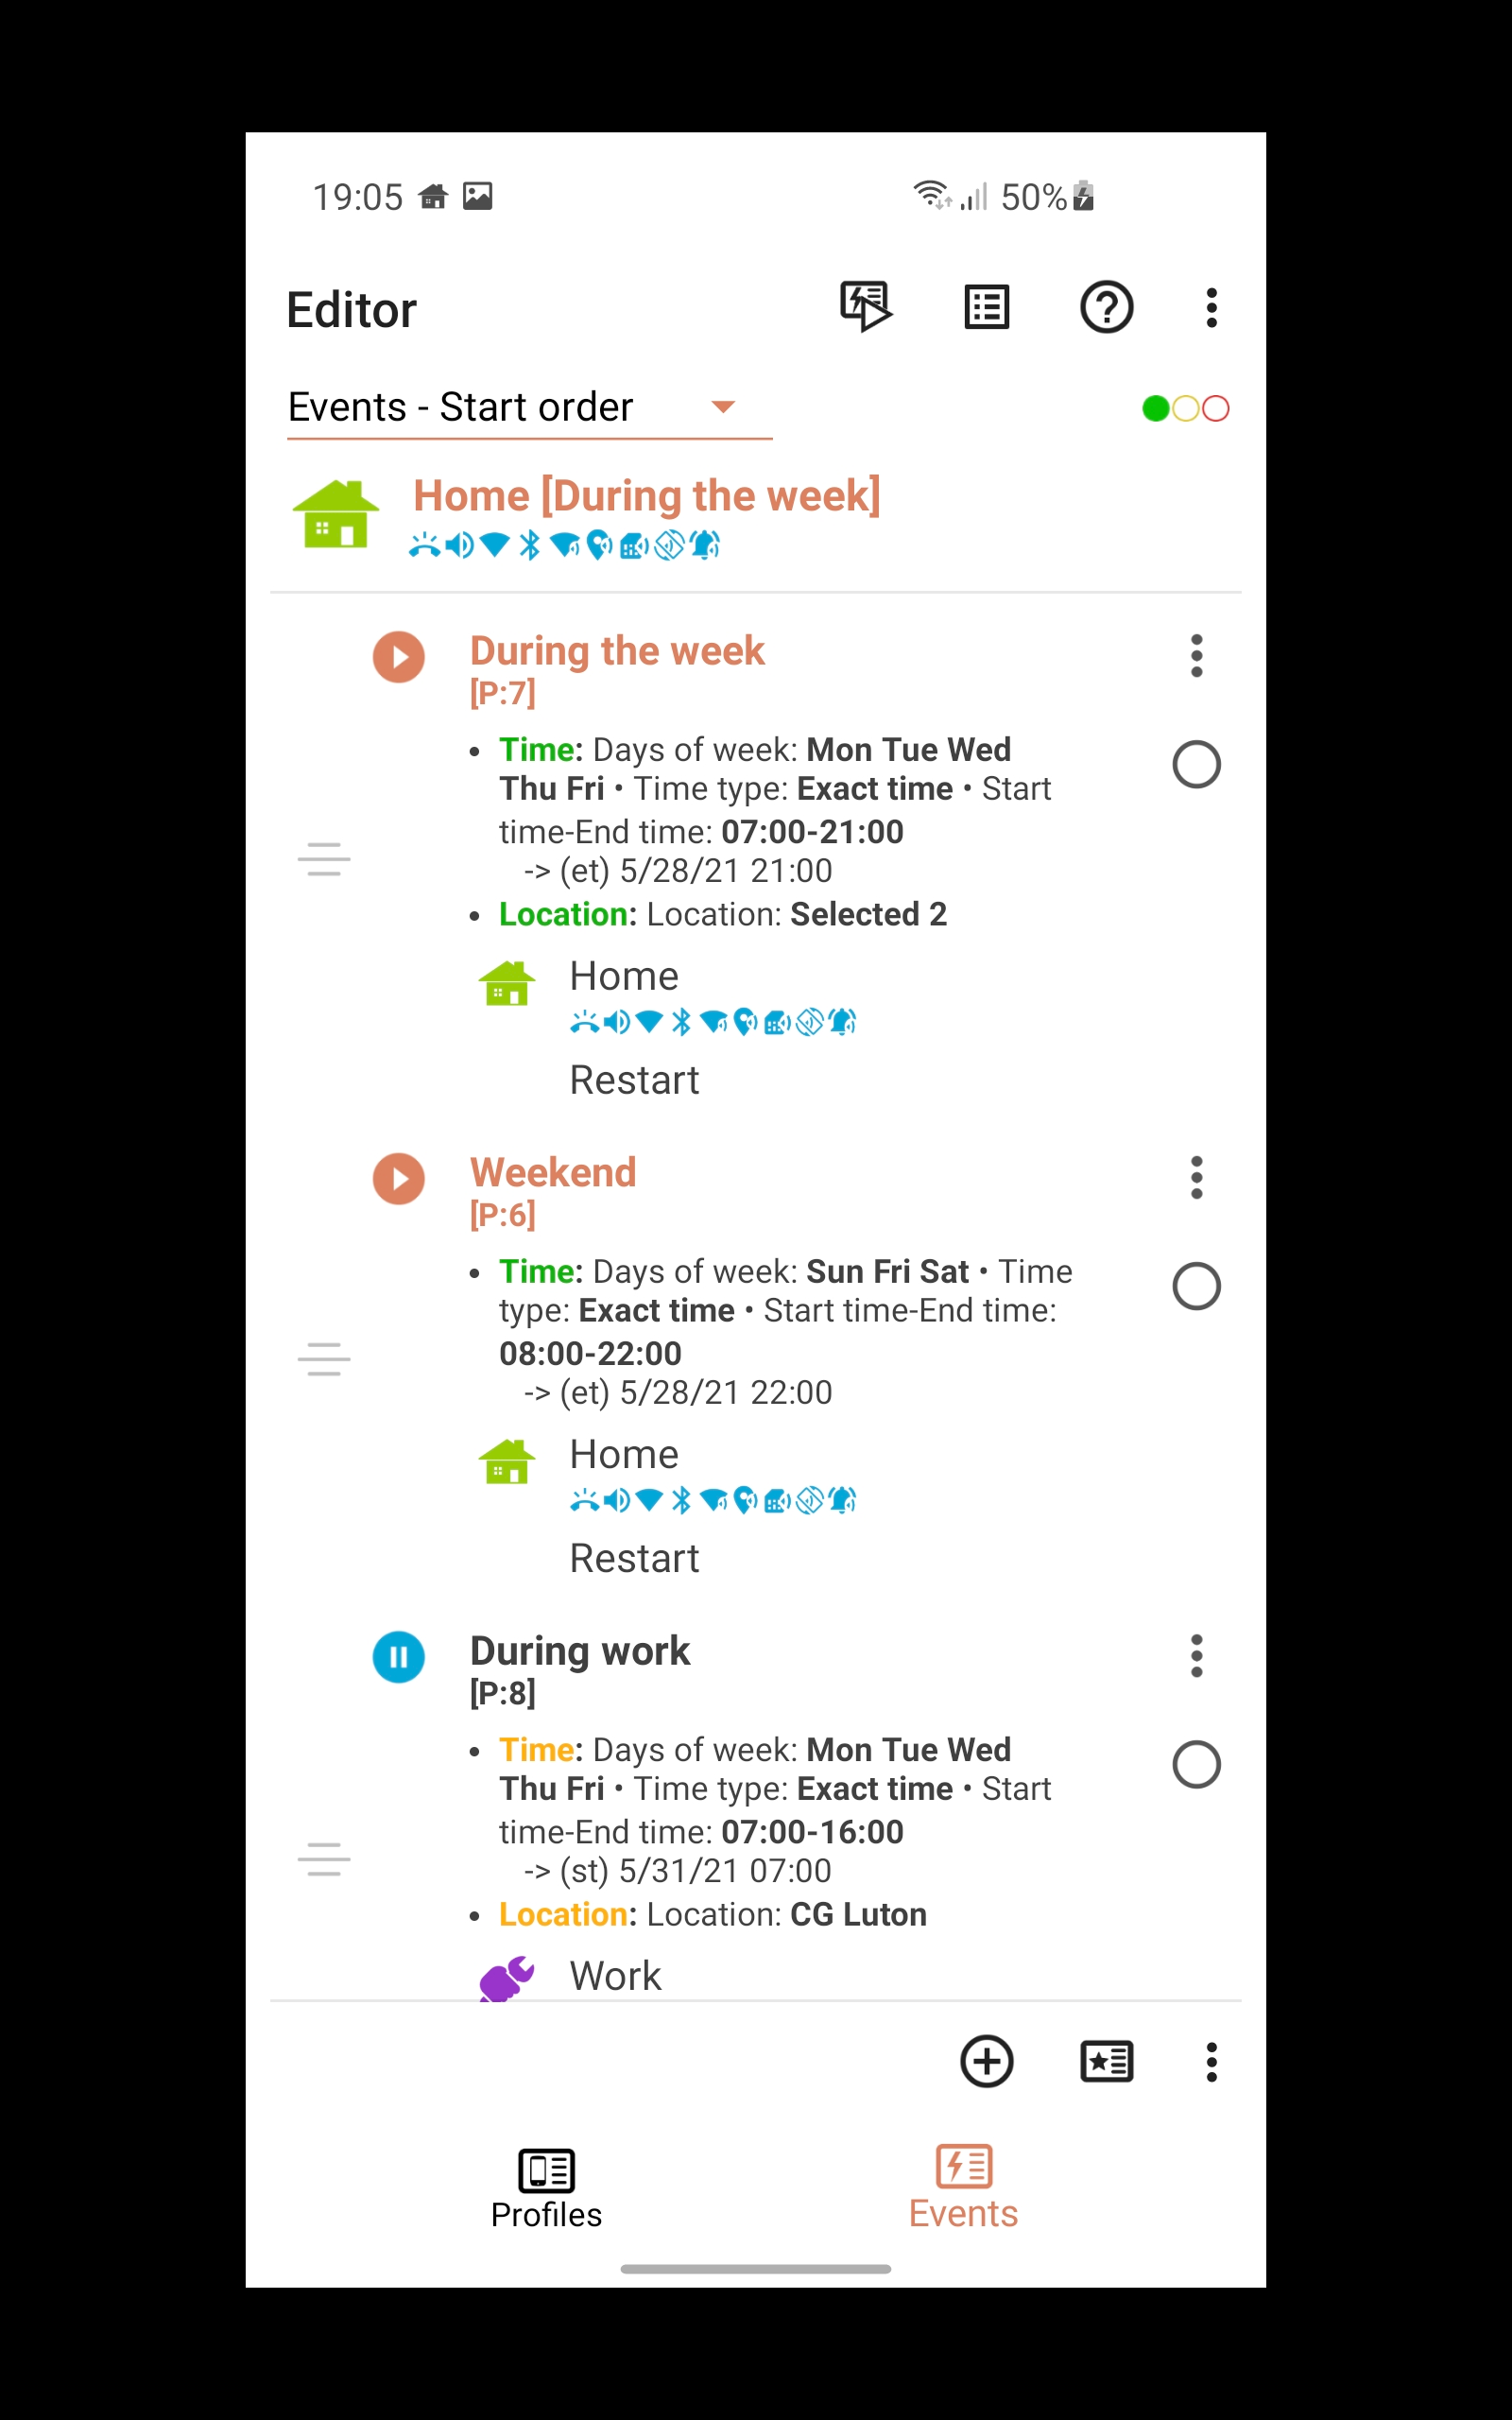 19:05
50%
Editor
Events - Start order
Home [During the week]
During the week
[P:7]
• Time: Days of week: Mon Tue Wed
Thu Fri • Time type: Exact time • Start
time-End time: 07:00-21:00
-> (et) 5/28/21 21:00
• Location: Location: Selected 2
Home
Restart
Weekend
[P:6]
• Time: Days of week: Sun Fri Sat • Time
type: Exact time • Start time-End time:
08:00-22:00
-> (et) 5/28/21 22:00
Home
Restart
During work
[P:8]
• Time: Days of week: Mon Tue Wed
Thu Fri • Time type: Exact time • Start
time-End time: 07:00-16:00
-> (st) 5/31/21 07:00
• Location: Location: CG Luton
Work
Profiles
Events